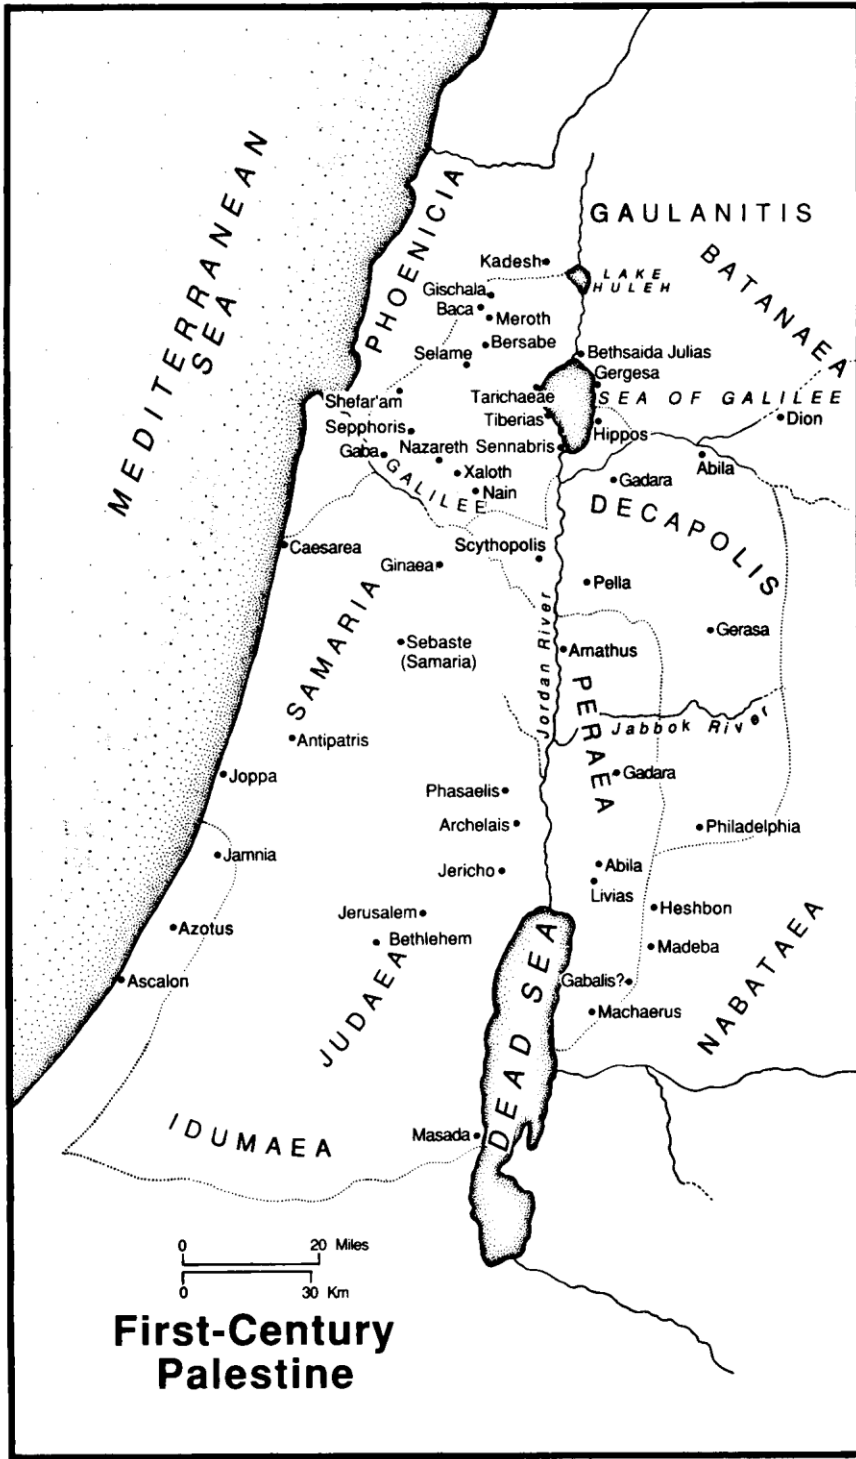 MEDITERRANEAN
SEA
PHOENICIA
GAULANITIS
BATANAEA
Kadesh
LAKE
HULEH
Gischala
Baca
Meroth
Bersabe
Selame
Bethsaida Julias
Gergesa
Shefar'am
Tarichaeae
SEA OF GALILEE
Tiberias
Dion
Sepphoris
Hippos
Gaba
Nazareth
Sennabris
Abila
GALILEE
Xaloth
Gadara
Nain
DECAPOLIS
Caesarea
Scythopolis
Ginaea
Pella
SAMARIA
Gerasa
Sebaste
(Samaria)
Jordan River
Amathus
PERAEA
Jabbok River
Antipatris
Joppa
Gadara
Phasaelis
Archelais
Philadelphia
Jamnia
Jericho
Abila
Livias
Jerusalem
Heshbon
Azotus
Bethlehem
Madeba
JUDAEA
DEAD SEA
NABATAEA
Ascalon
Gabalis?
Machaerus
IDUMAEA
Masada
0 20 Miles
0 30 Km
First-Century
Palestine